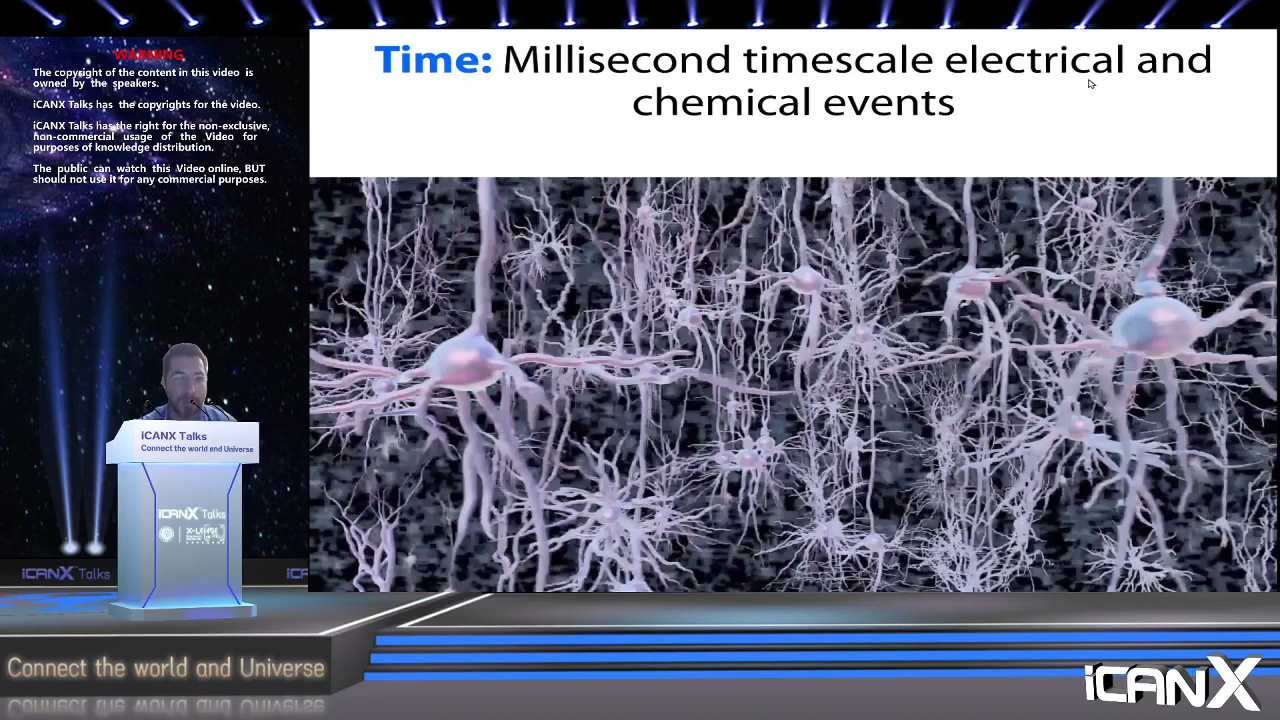 WARNING
The copyright of the content in this video is
owned by the speakers.
iCANX Talks has the copyrights for the video.
iCANX Talks has the right for the non-exclusive,
non-commercial usage of the Video for
purposes of knowledge distribution.
The public can watch this Video online, BUT
should not use it for any commercial purposes.
Time: Millisecond timescale electrical and
chemical events
iCANX Talks
Connect the world and Universe
iCANX Talks
iCANX Talks
iC
Connect the world and Universe
iCANX